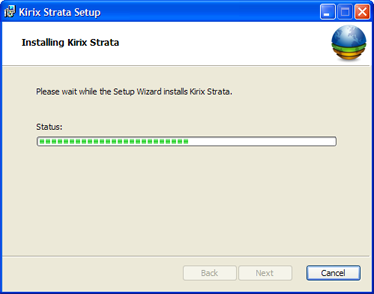 Kirix Strata Setup
Installing Kirix Strata
Please wait while the Setup Wizard installs Kirix Strata.
Status:
Back Next Cancel